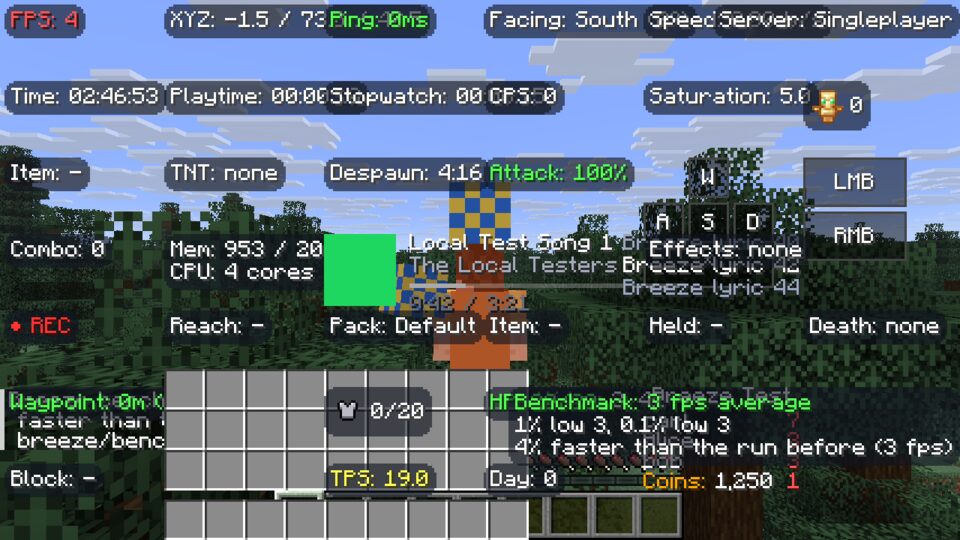 FPS: 4
XYZ: -1.5 / 73
Ping: 0ms
Facing: South
Speed
Server: Singleplayer
Time: 02:46:53
Playtime: 00:00
Stopwatch: 00
CPS: 0
Saturation: 5.0
0
Item: -
TNT: none
Despawn: 4:16
Attack: 100%
W
LMB
A S D
RMB
Combo: 0
Mem: 953 / 20
CPU: 4 cores
Local Test Song 1
The Local Testers
3:21
Effects: none
Breeze lyric 42
Breeze lyric 44
REC
Reach: -
Pack: Default
Item: -
Held: -
Death: none
Waypoint: 0m
faster than
breeze/benc
0/20
Breeze Test
Benchmark: 3 fps average
1% low 3, 0.1% low 3
4% faster than the run before (3 fps)
Block: -
TPS: 19.0
Day: 0
Coins: 1,250
1